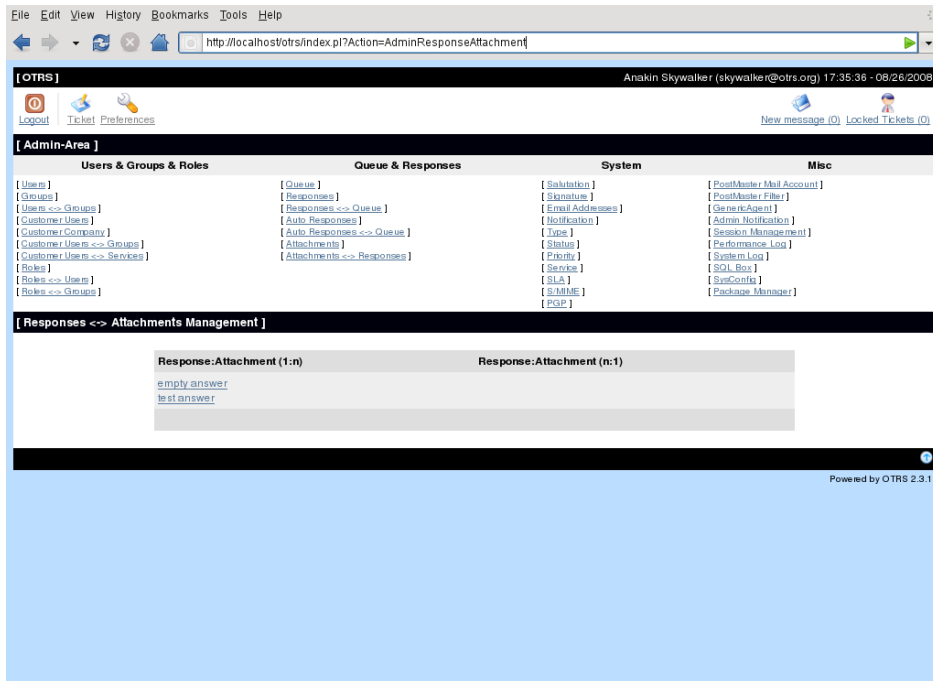 File Edit View History Bookmarks Tools Help
http://localhost/otrs/index.pl?Action=AdminResponseAttachment
[ OTRS ] Anakin Skywalker (skywalker@otrs.org) 17:35:36 - 08/26/2008
Logout Ticket Preferences New message (0) Locked Tickets (0)
[ Admin-Area ]
Users & Groups & Roles Queue & Responses System Misc
[ Users ] [ Queue ] [ Salutation ] [ PostMaster Mail Account ]
[ Groups ] [ Responses ] [ Signature ] [ PostMaster Filter ]
[ Users <-> Groups ] [ Responses <-> Queue ] [ Email Addresses ] [ GenericAgent ]
[ Customer Users ] [ Auto Responses ] [ Notification ] [ Admin Notification ]
[ Customer Company ] [ Auto Responses <-> Queue ] [ Type ] [ Session Management ]
[ Customer Users <-> Groups ] [ Attachments ] [ Status ] [ Performance Log ]
[ Customer Users <-> Services ] [ Attachments <-> Responses ] [ Priority ] [ System Log ]
[ Roles ] [ Service ] [ SQL Box ]
[ Roles <-> Users ] [ SLA ] [ SysConfig ]
[ Roles <-> Groups ] [ S/MIME ] [ Package Manager ]
[ PGP ]
[ Responses <-> Attachments Management ]
Response:Attachment (1:n) Response:Attachment (n:1)
empty answer
test answer
Powered by OTRS 2.3.1